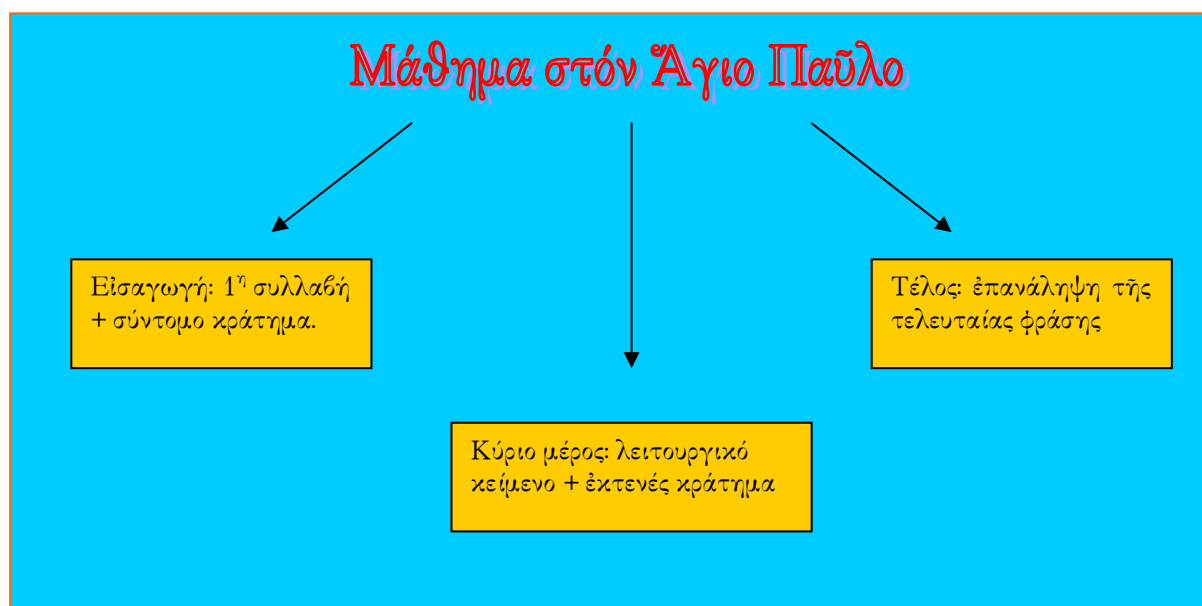 Μάθημα στόν Ἅγιο Παῦλο
Εἰσαγωγή: 1η συλλαβή
+ σύντομο κράτημα.
Τέλος: ἐπανάληψη τῆς
τελευταίας φράσης
Κύριο μέρος: λειτουργικό
κείμενο + ἐκτενές κράτημα